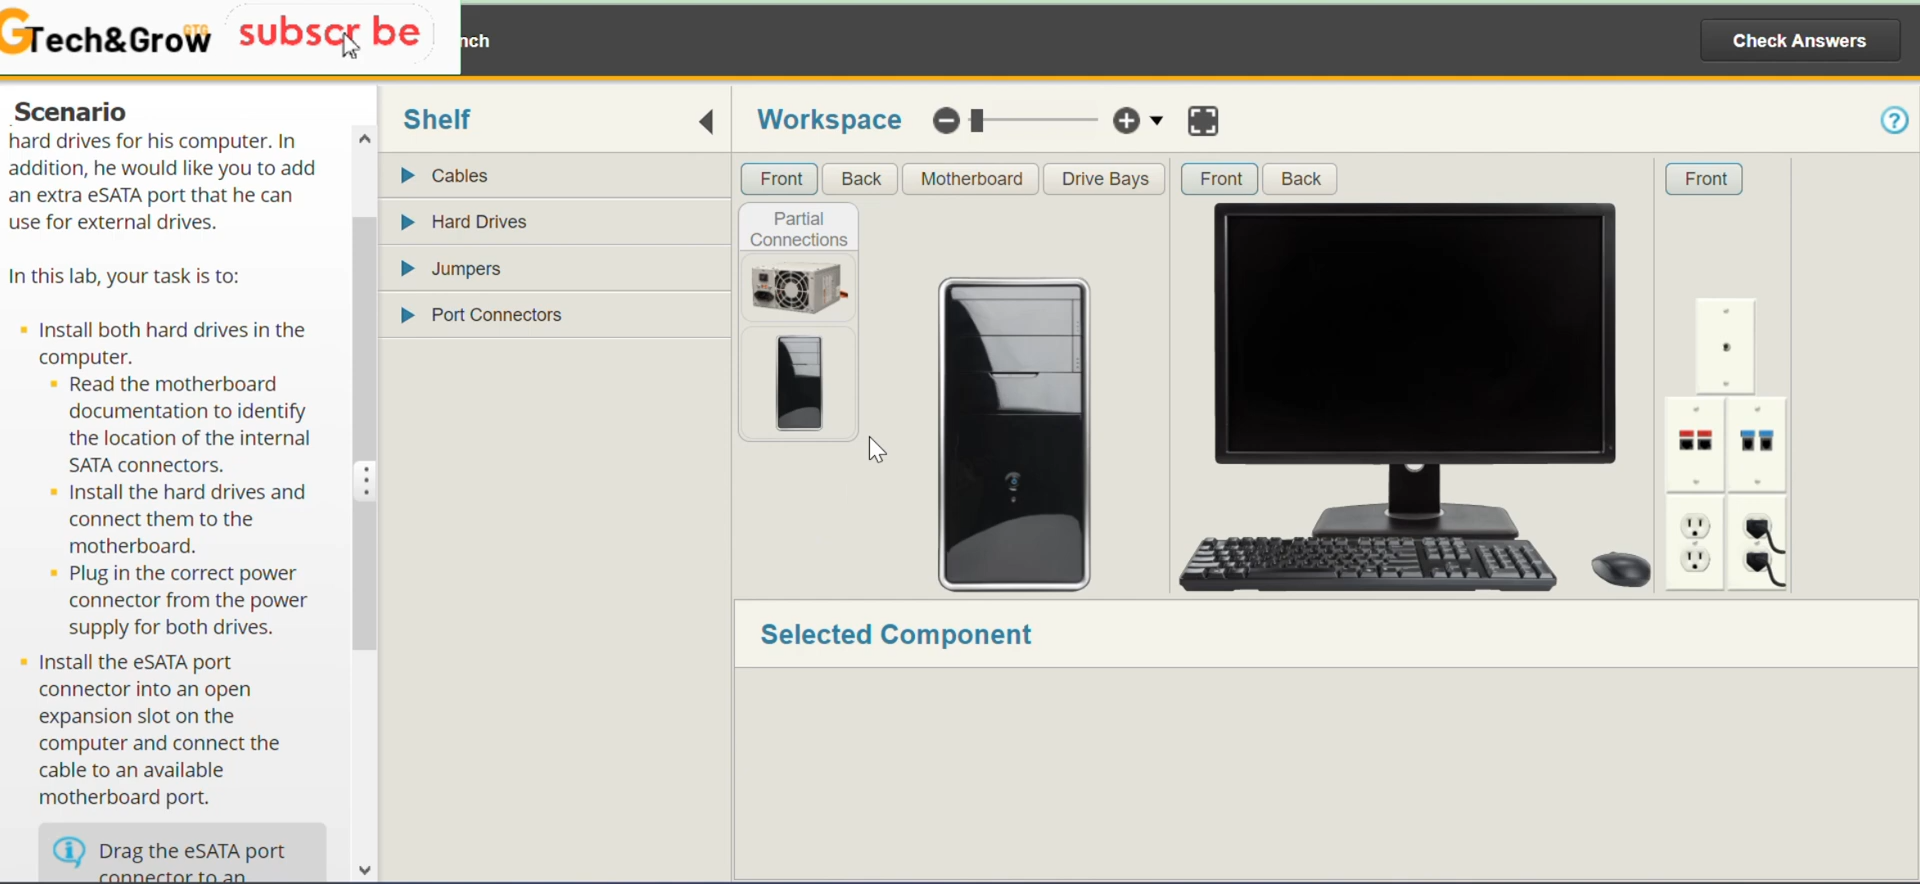 Tech&Grow GTG
subscr be
nch
Check Answers
Scenario
hard drives for his computer. In
addition, he would like you to add
an extra eSATA port that he can
use for external drives.
In this lab, your task is to:
Install both hard drives in the
computer.
Read the motherboard
documentation to identify
the location of the internal
SATA connectors.
Install the hard drives and
connect them to the
motherboard.
Plug in the correct power
connector from the power
supply for both drives.
Install the eSATA port
connector into an open
expansion slot on the
computer and connect the
cable to an available
motherboard port.
Drag the eSATA port
connector to an
Shelf
Cables
Hard Drives
Jumpers
Port Connectors
Workspace
Front Back Motherboard Drive Bays
Front Back
Front
Partial
Connections
Selected Component